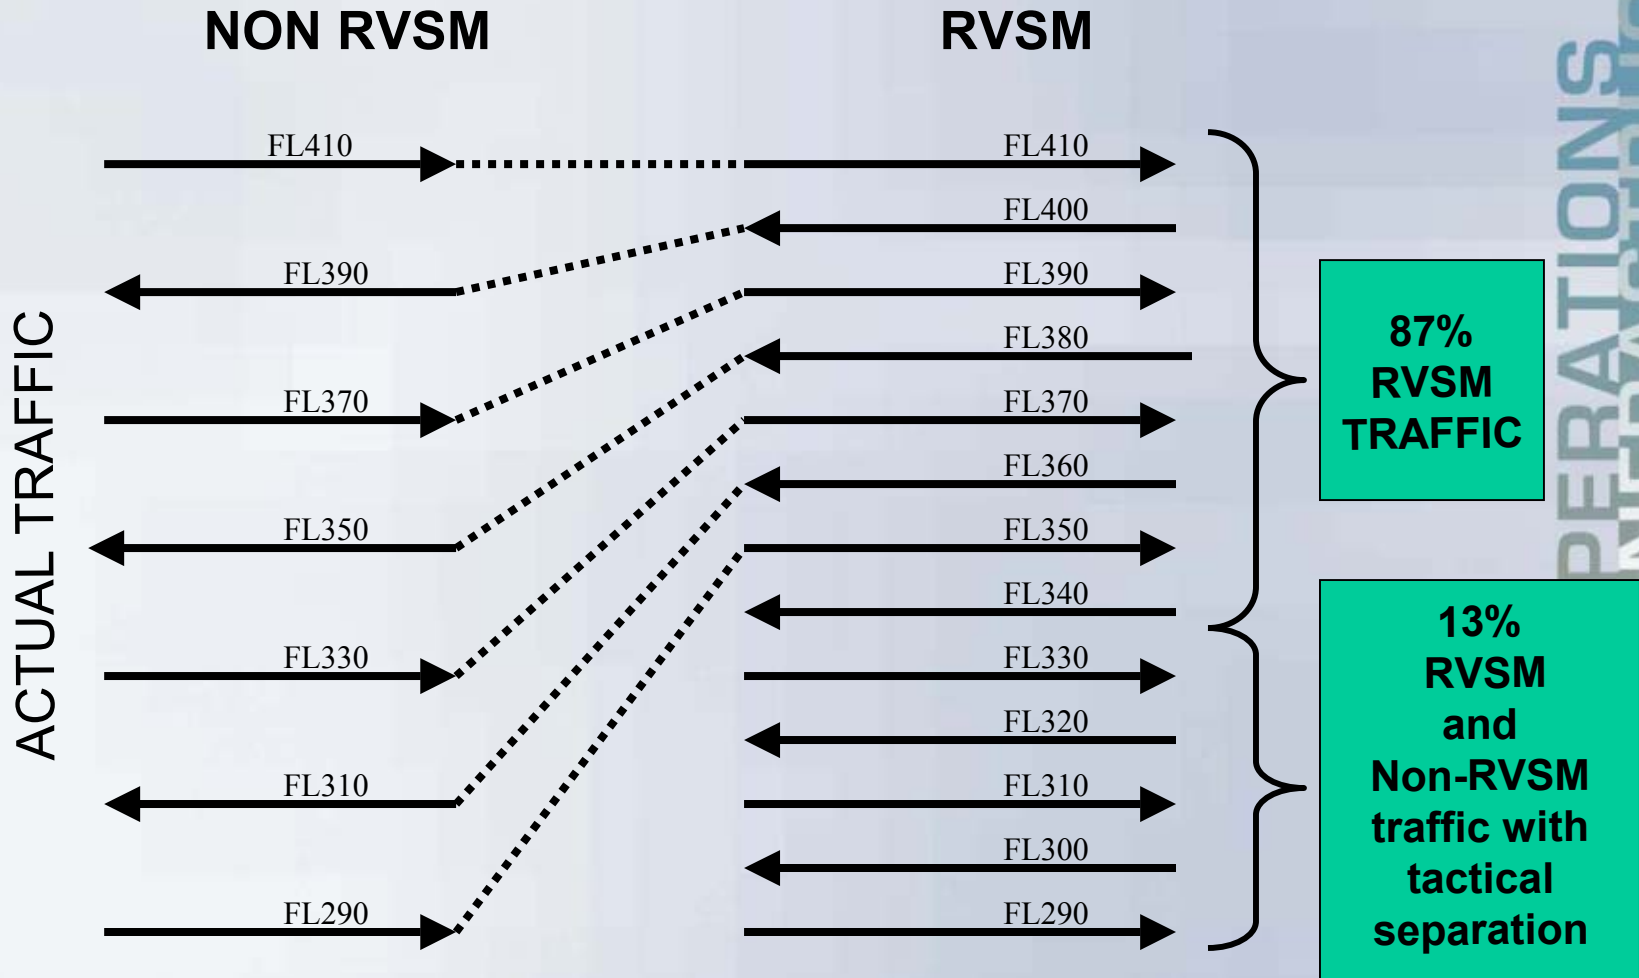 NON RVSM
RVSM
ACTUAL TRAFFIC
FL410
FL390
FL370
FL350
FL330
FL310
FL290
FL410
FL400
FL390
FL380
FL370
FL360
FL350
FL340
FL330
FL320
FL310
FL300
FL290
87%
RVSM
TRAFFIC
13%
RVSM
and
Non-RVSM
traffic with
tactical
separation
PERATIONS